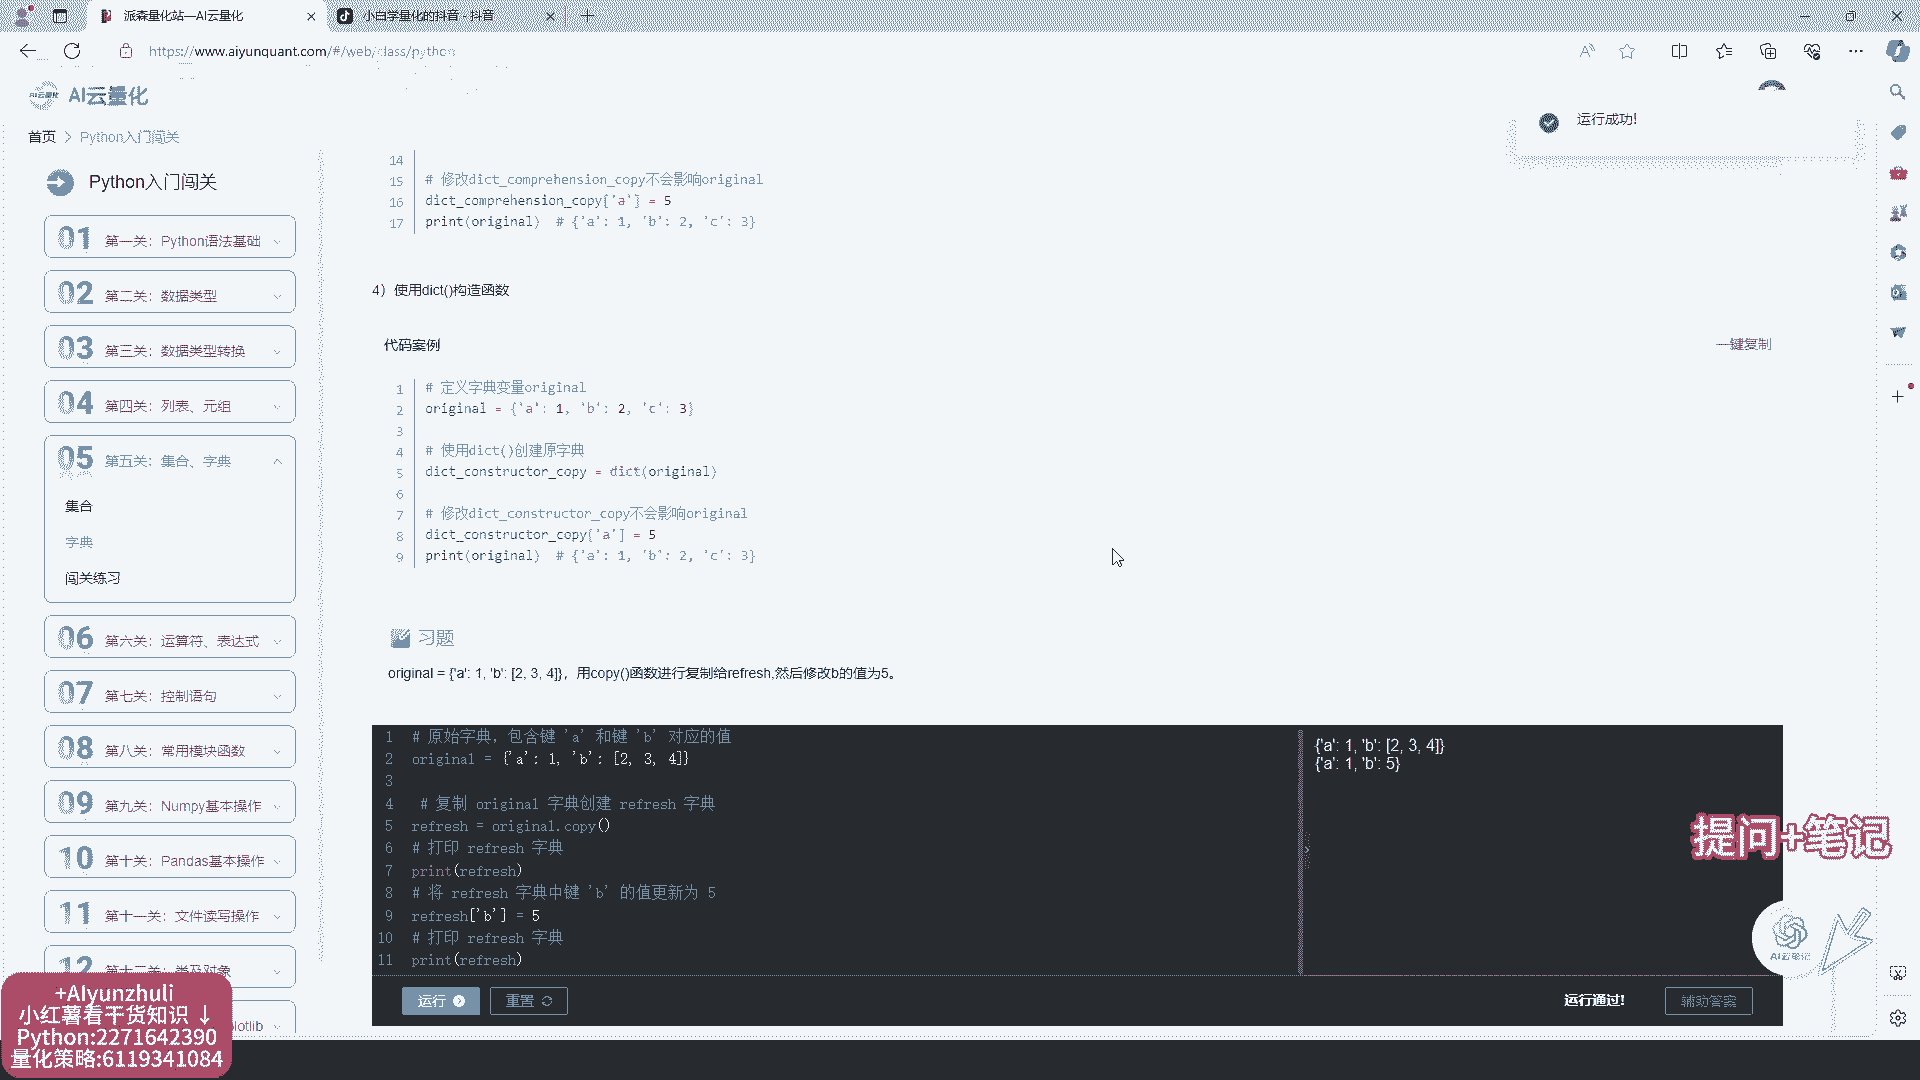 派森量化站—AI云量化
小白学量化的抖音 - 抖音
https://www.aiyunquant.com/#/web/class/python
AI云量化
首页 > Python入门闯关
运行成功!
Python入门闯关
01 第一关：Python语法基础
02 第二关：数据类型
03 第三关：数据类型转换
04 第四关：列表、元组
05 第五关：集合、字典
集合
字典
闯关练习
06 第六关：运算符、表达式
07 第七关：控制语句
08 第八关：常用模块函数
09 第九关：Numpy基本操作
10 第十关：Pandas基本操作
11 第十一关：文件读写操作
12 第十二关：类及对象
plotlib
14
15 # 修改dict_comprehension_copy不会影响original
16 dict_comprehension_copy['a'] = 5
17 print(original)  # {'a': 1, 'b': 2, 'c': 3}
4）使用dict()构造函数
代码案例
一键复制
1 # 定义字典变量original
2 original = {'a': 1, 'b': 2, 'c': 3}
3
4 # 使用dict()创建原字典
5 dict_constructor_copy = dict(original)
6
7 # 修改dict_constructor_copy不会影响original
8 dict_constructor_copy['a'] = 5
9 print(original)  # {'a': 1, 'b': 2, 'c': 3}
习题
original = {'a': 1, 'b': [2, 3, 4]}，用copy()函数进行复制给refresh,然后修改b的值为5。
1 # 原始字典，包含键 'a' 和键 'b' 对应的值
2 original = {'a': 1, 'b': [2, 3, 4]}
3
4  # 复制 original 字典创建 refresh 字典
5 refresh = original.copy()
6 # 打印 refresh 字典
7 print(refresh)
8 # 将 refresh 字典中键 'b' 的值更新为 5
9 refresh['b'] = 5
10 # 打印 refresh 字典
11 print(refresh)
{'a': 1, 'b': [2, 3, 4]}
{'a': 1, 'b': 5}
运行
重置
运行通过!
辅助答案
提问+笔记
AI云笔记
+AIyunzhuli
小红薯看干货知识 ↓
Python:2271642390
量化策略:6119341084